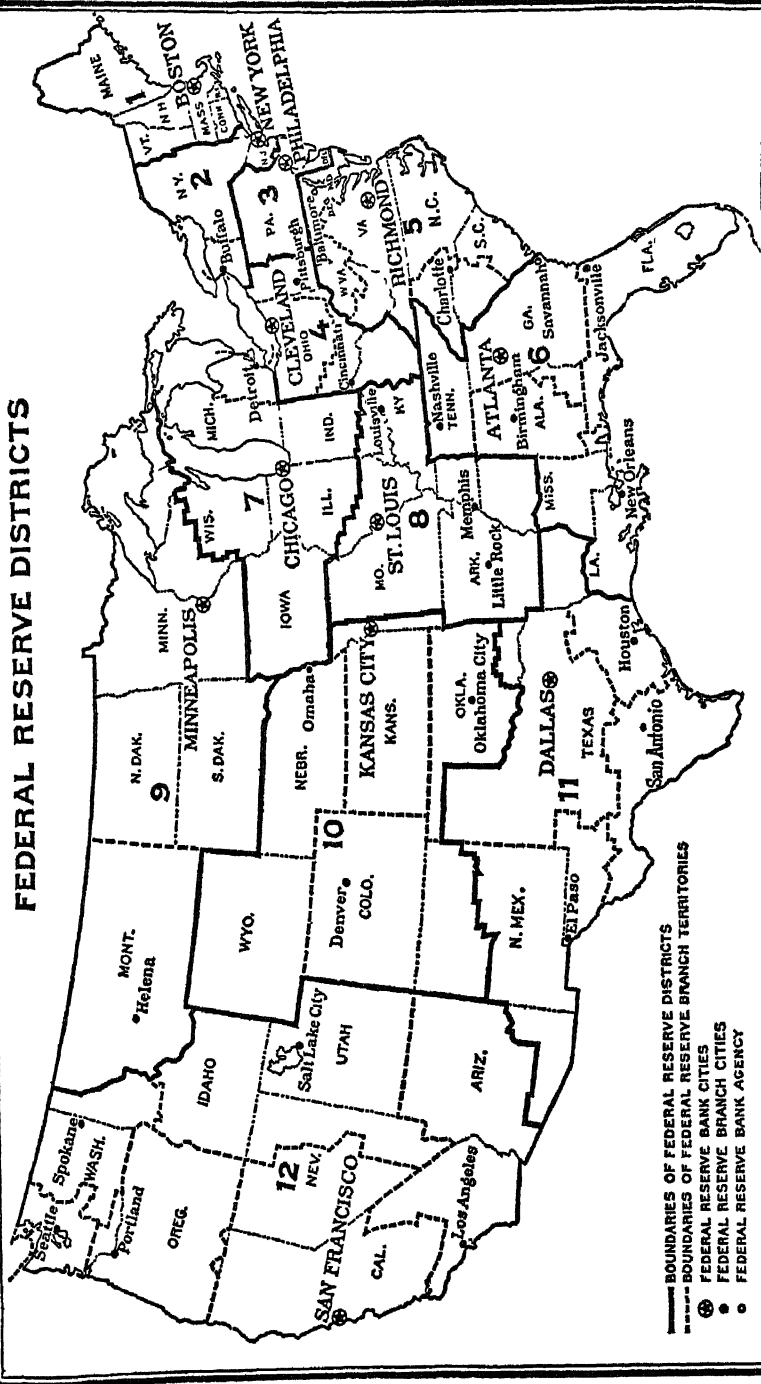 FEDERAL RESERVE DISTRICTS
MAINE
1
VT.
N H
BOSTON
MASS
CONN
R.I.
N.Y.
2
Buffalo
NEW YORK
N J
PHILADELPHIA
PA.
3
Pittsburgh
CLEVELAND
OHIO
4
Cincinnati
Baltimore
DEL
MD
W VA
VA
RICHMOND
5
N.C.
Charlotte
S.C.
ATLANTA
6
GA.
Savannah
Jacksonville
FLA.
Birmingham
ALA.
Nashville
TENN.
New Orleans
LA.
MISS.
MICH.
Detroit
WIS.
7
CHICAGO
ILL.
IND.
IOWA
Louisville
KY
ST. LOUIS
8
MO.
Memphis
ARK.
Little Rock
MINN.
MINNEAPOLIS
N. DAK.
9
S. DAK.
MONT.
Helena
NEBR.
Omaha
KANSAS CITY
KANS.
10
WYO.
Denver
COLO.
OKLA.
Oklahoma City
N. MEX.
DALLAS
TEXAS
11
Houston
San Antonio
El Paso
Seattle
Spokane
WASH.
Portland
OREG.
IDAHO
Salt Lake City
UTAH
12
NEV.
SAN FRANCISCO
CAL.
Los Angeles
ARIZ.
BOUNDARIES OF FEDERAL RESERVE DISTRICTS
BOUNDARIES OF FEDERAL RESERVE BRANCH TERRITORIES
FEDERAL RESERVE BANK CITIES
FEDERAL RESERVE BRANCH CITIES
FEDERAL RESERVE BANK AGENCY